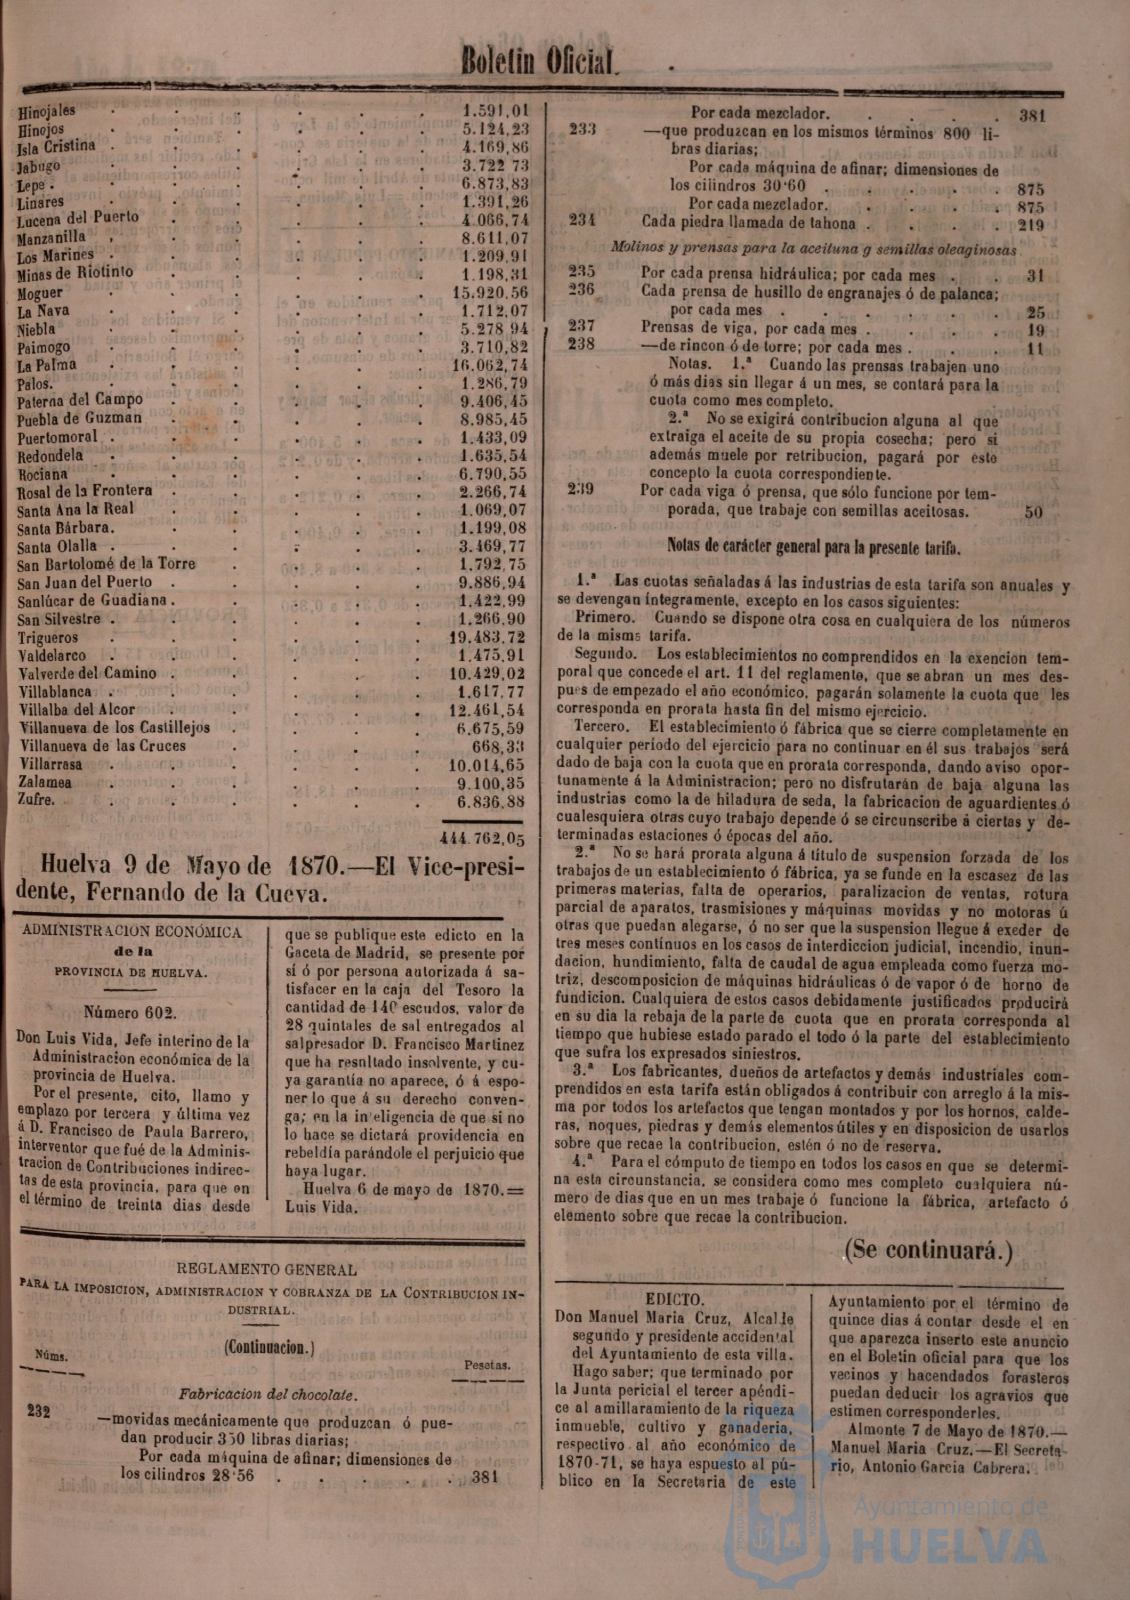 Boletin Oficial.
Hinojales . . . . . 1.591,01
Hinojos . . . . . 5.124,23
Isla Cristina . . . . . 4.169,86
Jabugo . . . . . 3.722 73
Lepe . . . . . 6.873,83
Linares . . . . . 1.391,26
Lucena del Puerto . . . . 4.066,74
Manzanilla . . . . . 8.611,07
Los Marines . . . . . 1.209,91
Minas de Riotinto . . . . 1.198,31
Moguer . . . . . 15.920,56
La Nava . . . . . 1.712,07
Niebla . . . . . 5.278 94
Paimogo . . . . . 3.710,82
La Palma . . . . . 16.062,74
Palos. . . . . . 1.286,79
Paterna del Campo . . . . 9.406,45
Puebla de Guzman . . . . 8.985,45
Puertomoral . . . . . 1.433,09
Redondela . . . . . 1.635,54
Rociana . . . . . 6.790,55
Rosal de la Frontera . . . . 2.266,74
Santa Ana la Real . . . . 1.069,07
Santa Bárbara. . . . . 1.199,08
Santa Olalla . . . . . 3.469,77
San Bartolomé de la Torre . . . 1.792,75
San Juan del Puerto . . . . 9.886,94
Sanlúcar de Guadiana . . . . 1.422,99
San Silvestre . . . . . 1.266,90
Trigueros . . . . . 19.483,72
Valdelarco . . . . . 1.475,91
Valverde del Camino . . . . 10.429,02
Villablanca . . . . . 1.617,77
Villalba del Alcor . . . . 12.461,54
Villanueva de los Castillejos . . . 6.675,59
Villanueva de las Cruces . . . 668,33
Villarrasa . . . . . 10.014,65
Zalamea . . . . . 9.100,35
Zufre. . . . . . 6.836,88
444.762,05
Huelva 9 de Mayo de 1870.—El Vice-presi-
dente, Fernando de la Cueva.
ADMINISTRACION ECONÓMICA
de la
PROVINCIA DE HUELVA.
Número 602.
Don Luis Vida, Jefe interino de la
Administracion económica de la
provincia de Huelva.
Por el presente, cito, llamo y
emplazo por tercera y última vez
á D. Francisco de Paula Barrero,
interventor que fué de la Adminis-
tracion de Contribuciones indirec-
tas de esta provincia, para que en
el término de treinta dias desde
que se publique este edicto en la
Gaceta de Madrid, se presente por
sí ó por persona autorizada á sa-
tisfacer en la caja del Tesoro la
cantidad de 140 escudos, valor de
28 quintales de sal entregados al
salpresador D. Francisco Martinez
que ha resnltado insolvente, y cu-
ya garantía no aparece, ó á espo-
ner lo que á su derecho conven-
ga; en la in'eligencia de que si no
lo hace se dictará providencia en
rebeldía parándole el perjuicio que
haya lugar.
Huelva 6 de mayo de 1870.=
Luis Vida.
REGLAMENTO GENERAL
PARA LA IMPOSICION, ADMINISTRACION Y COBRANZA DE LA CONTRIBUCION IN-
DUSTRIAL.
(Continuacion.)
Núms.
Pesetas.
Fabricacion del chocolate.
232 —movidas mecánicamente que produzcan ó pue-
dan producir 350 libras diarias;
Por cada máquina de afinar; dimensiones de
los cilindros 28'56 . . . . . 381
Por cada mezclador. . . . . 381
233 —que produzcan en los mismos términos 800 li-
bras diarias;
Por cada máquina de afinar; dimensiones de
los cilindros 30'60 . . . . . 875
Por cada mezclador. . . . . 875
234 Cada piedra llamada de tahona . . . . 219
Molinos y prensas para la aceituna g semillas oleaginosas
235 Por cada prensa hidráulica; por cada mes . . 31
236 Cada prensa de husillo de engranajes ó de palanca;
por cada mes . . . . . 25
237 Prensas de viga, por cada mes . . . . 19
238 —de rincon ó de torre; por cada mes . . . 11
Notas. 1.ª Cuando las prensas trabajen uno
ó más dias sin llegar á un mes, se contará para la
cuota como mes completo.
2.ª No se exigirá contribucion alguna al que
extraiga el aceite de su propia cosecha; pero si
además muele por retribucion, pagará por este
concepto la cuota correspondiente.
239 Por cada viga ó prensa, que sólo funcione por tem-
porada, que trabaje con semillas aceitosas. 50
Notas de carácter general para la presente tarifa.
1.ª Las cuotas señaladas á las industrias de esta tarifa son anuales y
se devengan íntegramente, excepto en los casos siguientes:
Primero. Cuando se dispone otra cosa en cualquiera de los números
de la misms tarifa.
Segundo. Los establecimientos no comprendidos en la exencion tem-
poral que concede el art. 11 del reglamento, que se abran un mes des-
pues de empezado el año económico, pagarán solamente la cuota que les
corresponda en prorata hasta fin del mismo ejercicio.
Tercero. El establecimiento ó fábrica que se cierre completamente en
cualquier período del ejercicio para no continuar en él sus trabajos será
dado de baja con la cuota que en prorata corresponda, dando aviso opor-
tunamente á la Administracion; pero no disfrutarán de baja alguna las
industrias como la de hiladura de seda, la fabricacion de aguardientes ó
cualesquiera otras cuyo trabajo depende ó se circunscribe á ciertas y de-
terminadas estaciones ó épocas del año.
2.ª No se hará prorata alguna á título de suspension forzada de los
trabajos de un establecimiento ó fábrica, ya se funde en la escasez de las
primeras materias, falta de operarios, paralizacion de ventas, rotura
parcial de aparatos, trasmisiones y máquinas movidas y no motoras ú
otras que puedan alegarse, ó no ser que la suspension llegue á exeder de
tres meses contínuos en los casos de interdiccion judicial, incendio, inun-
dacion, hundimiento, falta de caudal de agua empleada como fuerza mo-
triz, descomposicion de máquinas hidráulicas ó de vapor ó de horno de
fundicion. Cualquiera de estos casos debidamente justificados producirá
en su dia la rebaja de la parte de cuota que en prorata corresponda al
tiempo que hubiese estado parado el todo ó la parte del establecimiento
que sufra los expresados siniestros.
3.ª Los fabricantes, dueños de artefactos y demás industriales com-
prendidos en esta tarifa están obligados á contribuir con arreglo á la mis-
ma por todos los artefactos que tengan montados y por los hornos, calde-
ras, noques, piedras y demás elementos útiles y en disposicion de usarlos
sobre que recae la contribucion, estén ó no de reserva.
4.ª Para el cómputo de tiempo en todos los casos en que se determi-
na esta circunstancia, se considera como mes completo cualquiera nú-
mero de dias que en un mes trabaje ó funcione la fábrica, artefacto ó
elemento sobre que recae la contribucion.
(Se continuará.)
EDICTO.
Don Manuel Maria Cruz, Alcalde
segundo y presidente accidental
del Ayuntamiento de esta villa.
Hago saber; que terminado por
la Junta pericial el tercer apéndi-
ce al amillaramiento de la riqueza
inmueble, cultivo y ganaderia,
respectivo al año económico de
1870-71, se haya espuesto al pú-
blico en la Secretaria de este
Ayuntamiento por el término de
quince dias á contar desde el en
que aparezca inserto este anuncio
en el Boletin oficial para que los
vecinos y hacendados forasteros
puedan deducir los agravios que
estimen corresponderles.
Almonte 7 de Mayo de 1870.—
Manuel Maria Cruz.—El Secreta-
rio, Antonio Garcia Cabrera.
Ayuntamiento de
HUELVA